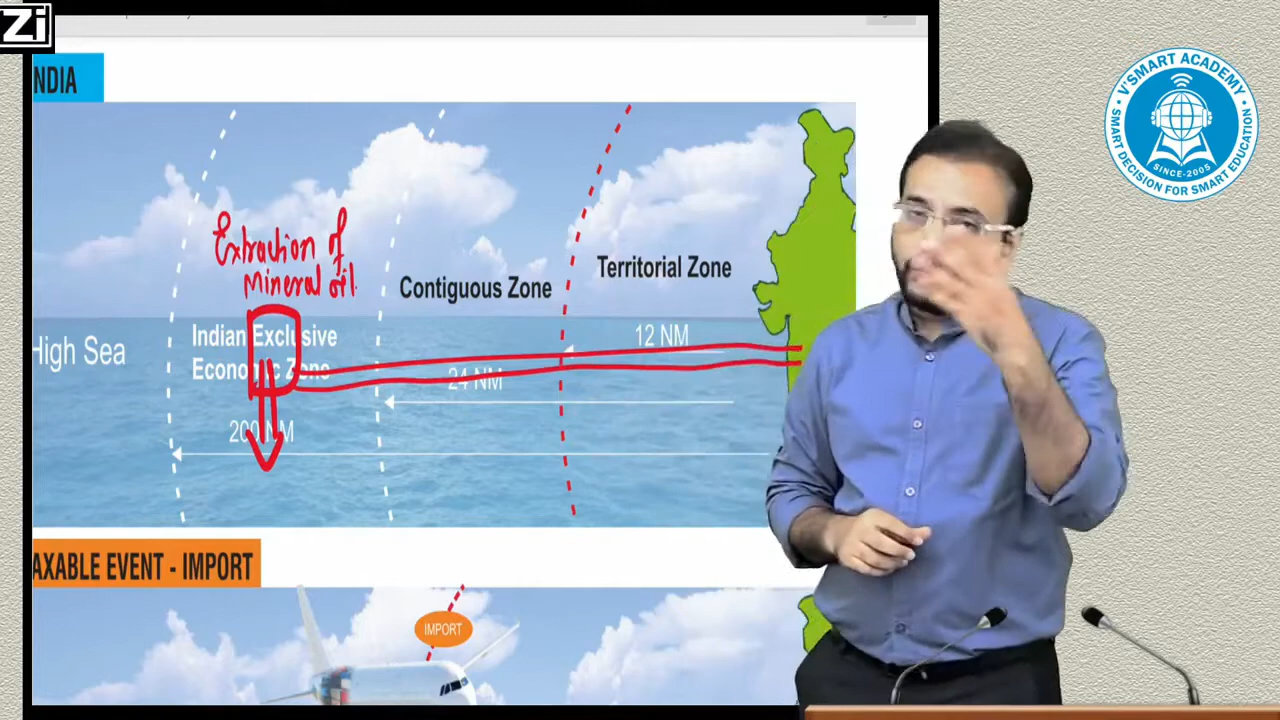 Zi
NDIA
Extraction of
mineral oil
Territorial Zone
Contiguous Zone
12 NM
High Sea
Indian Exclusive
Economic Zone
24 NM
200 NM
AXABLE EVENT - IMPORT
IMPORT
V'SMART ACADEMY
SMART DECISION FOR SMART EDUCATION
SINCE-2005